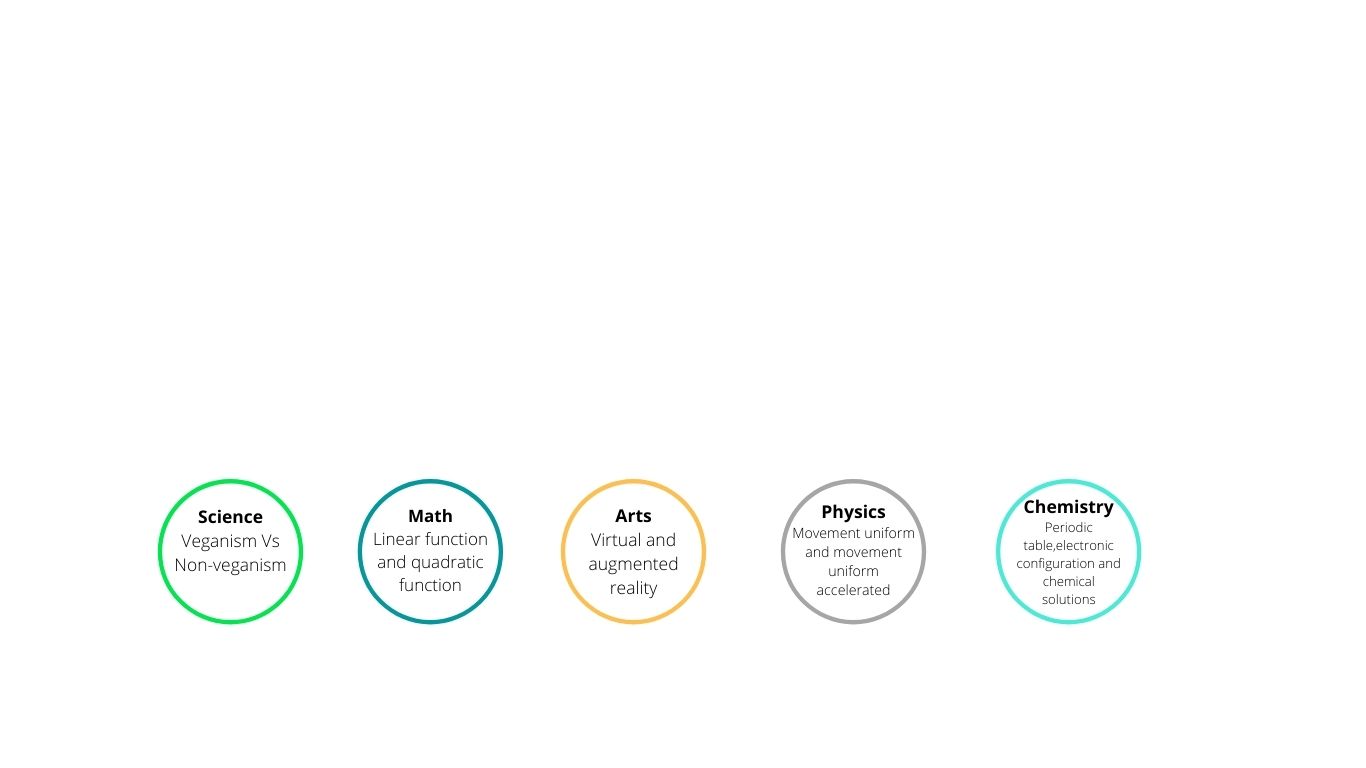 Science
Veganism Vs
Non-veganism
Math
Linear function
and quadratic
function
Arts
Virtual and
augmented
reality
Physics
Movement uniform
and movement
uniform
accelerated
Chemistry
Periodic
table,electronic
configuration and
chemical
solutions